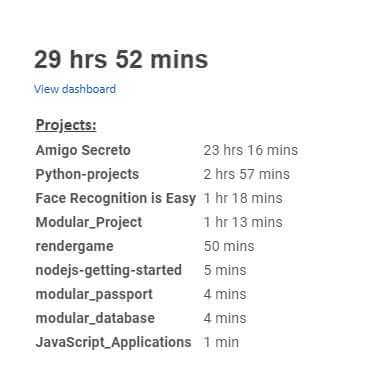 29 hrs 52 mins
View dashboard
Projects:
Amigo Secreto 23 hrs 16 mins
Python-projects 2 hrs 57 mins
Face Recognition is Easy 1 hr 18 mins
Modular_Project 1 hr 13 mins
rendergame 50 mins
nodejs-getting-started 5 mins
modular_passport 4 mins
modular_database 4 mins
JavaScript_Applications 1 min